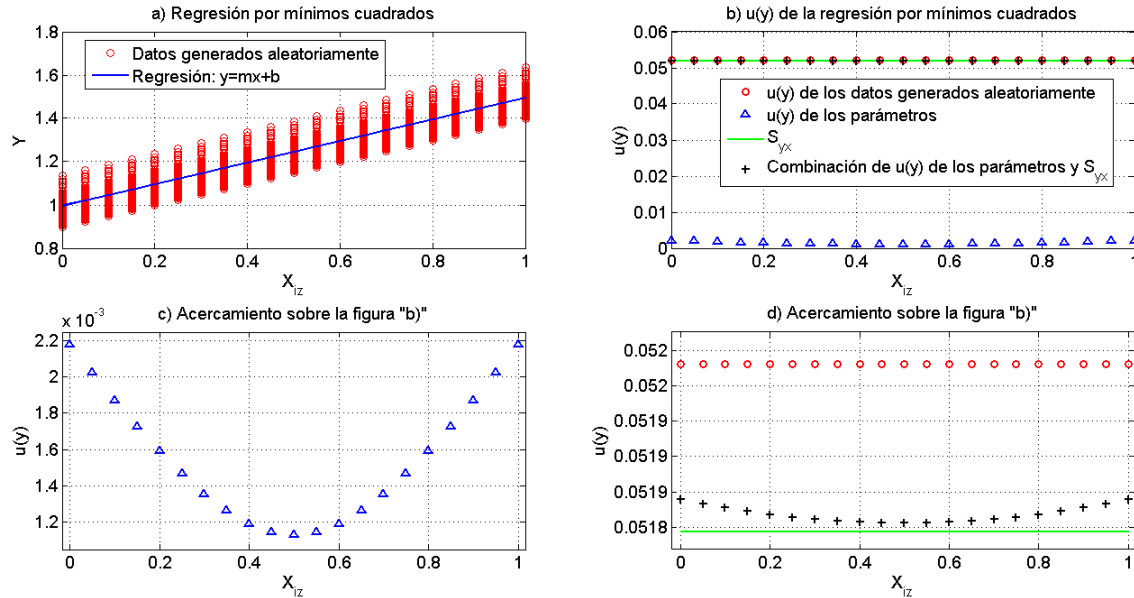 a) Regresión por mínimos cuadrados
Y
1.8
1.6
1.4
1.2
1
0.8
Datos generados aleatoriamente
Regresión: y=mx+b
0 0.2 0.4 0.6 0.8 1
X_iz
b) u(y) de la regresión por mínimos cuadrados
u(y)
0.06
0.05
0.04
0.03
0.02
0.01
0
u(y) de los datos generados aleatoriamente
u(y) de los parámetros
S_yx
Combinación de u(y) de los parámetros y S_yx
0 0.2 0.4 0.6 0.8 1
X_iz
c) Acercamiento sobre la figura "b)"
x 10^-3
u(y)
2.2
2
1.8
1.6
1.4
1.2
0 0.2 0.4 0.6 0.8 1
X_iz
d) Acercamiento sobre la figura "b)"
u(y)
0.052
0.052
0.0519
0.0519
0.0519
0.0518
0 0.2 0.4 0.6 0.8 1
X_iz